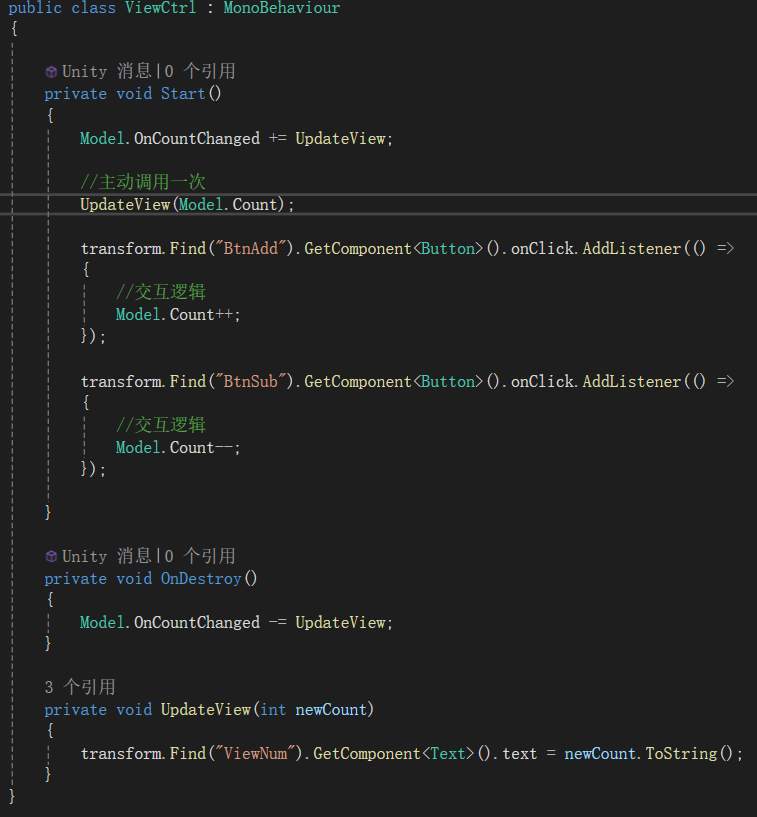 public class ViewCtrl : MonoBehaviour
{
Unity 消息|0 个引用
private void Start()
{
Model.OnCountChanged += UpdateView;
//主动调用一次
UpdateView(Model.Count);
transform.Find("BtnAdd").GetComponent<Button>().onClick.AddListener(() =>
{
//交互逻辑
Model.Count++;
});
transform.Find("BtnSub").GetComponent<Button>().onClick.AddListener(() =>
{
//交互逻辑
Model.Count--;
});
}
Unity 消息|0 个引用
private void OnDestroy()
{
Model.OnCountChanged -= UpdateView;
}
3 个引用
private void UpdateView(int newCount)
{
transform.Find("ViewNum").GetComponent<Text>().text = newCount.ToString();
}
}